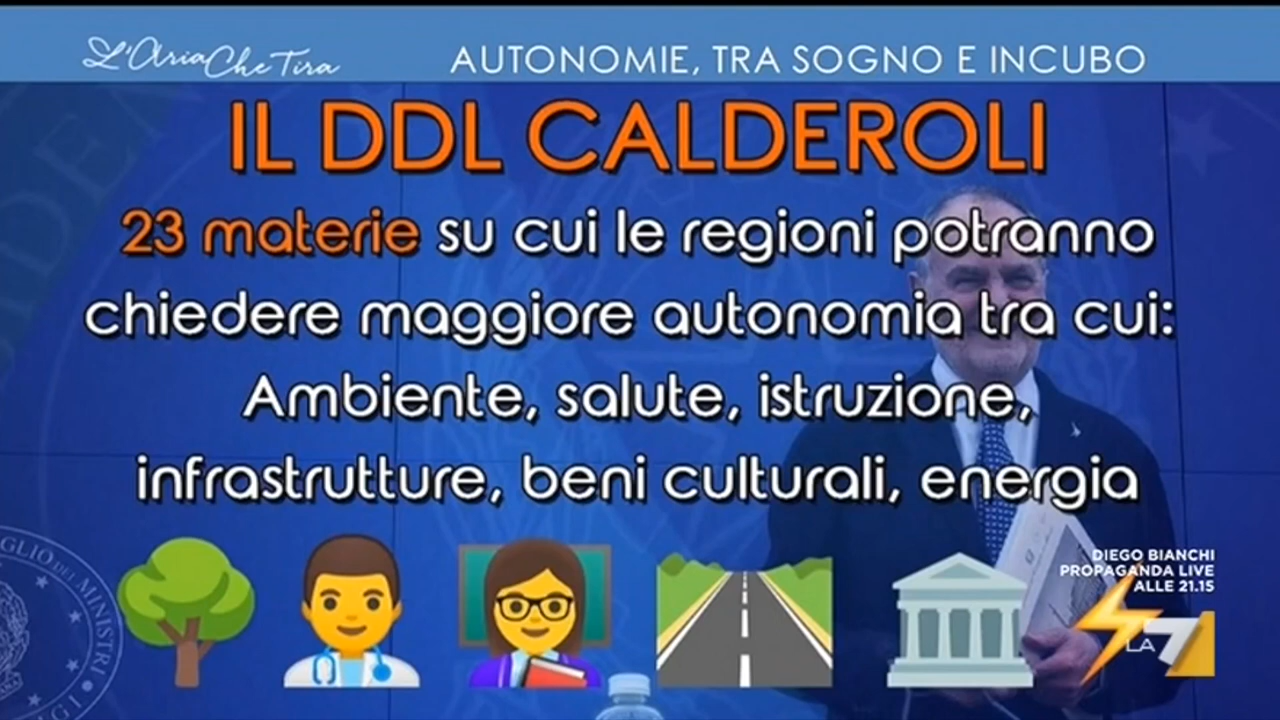 L'Aria Che Tira
AUTONOMIE, TRA SOGNO E INCUBO
IL DDL CALDEROLI
23 materie su cui le regioni potranno
chiedere maggiore autonomia tra cui:
Ambiente, salute, istruzione,
infrastrutture, beni culturali, energia
DIEGO BIANCHI
PROPAGANDA LIVE
ALLE 21.15
LA 7